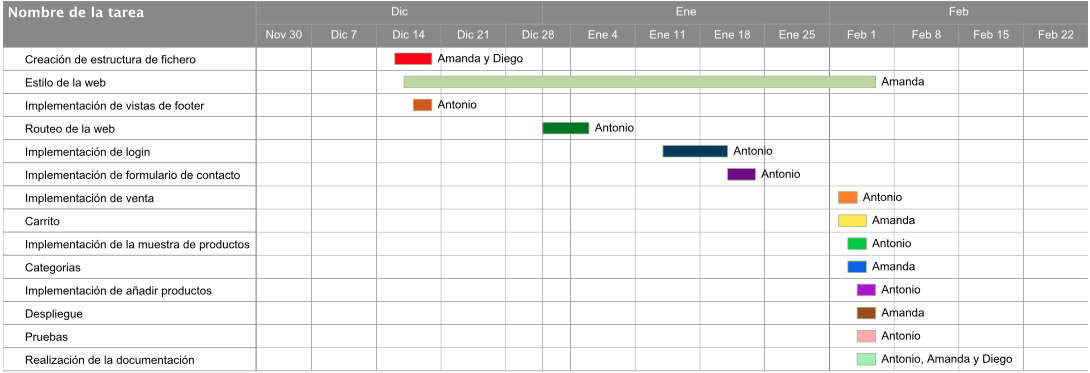 Nombre de la tarea
Dic Ene Feb
Nov 30 Dic 7 Dic 14 Dic 21 Dic 28 Ene 4 Ene 11 Ene 18 Ene 25 Feb 1 Feb 8 Feb 15 Feb 22
Creación de estructura de fichero Amanda y Diego
Estilo de la web Amanda
Implementación de vistas de footer Antonio
Routeo de la web Antonio
Implementación de login Antonio
Implementación de formulario de contacto Antonio
Implementación de venta Antonio
Carrito Amanda
Implementación de la muestra de productos Antonio
Categorias Amanda
Implementación de añadir productos Antonio
Despliegue Amanda
Pruebas Antonio
Realización de la documentación Antonio, Amanda y Diego